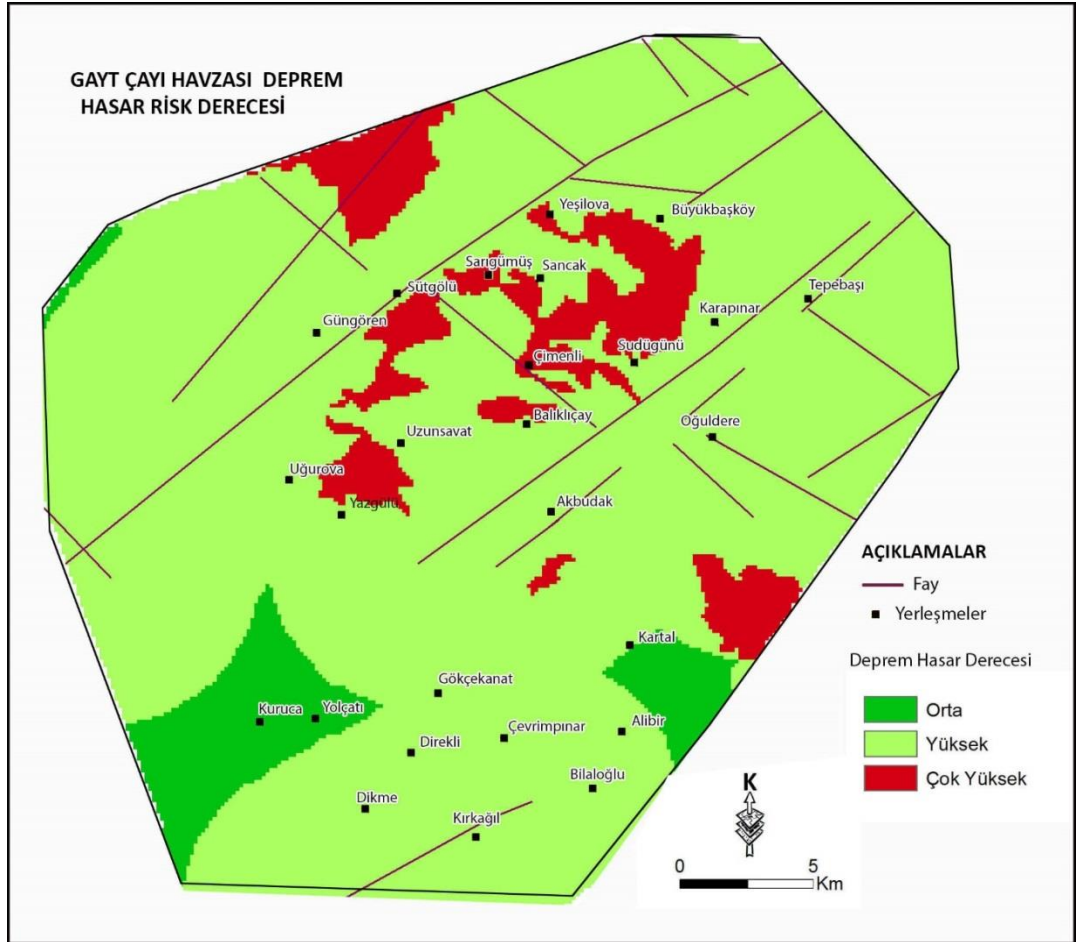 GAYT ÇAYI HAVZASI DEPREM
HASAR RİSK DERECESİ
Yeşilova
Büyükbaşköy
Sarıgümüş
Sancak
Sütgölü
Tepebaşı
Karapınar
Güngören
Sudügünü
Çimenli
Balıklıçay
Oğuldere
Uzunsavat
Uğurova
Yazgülü
Akbudak
AÇIKLAMALAR
Fay
Yerleşmeler
Kartal
Deprem Hasar Derecesi
Gökçekanat
Kuruca
Yolçatı
Orta
Çevrimpınar
Alibir
Direkli
Yüksek
Bilaloğlu
Çok Yüksek
Dikme
K
Kırkağıl
0 5
Km